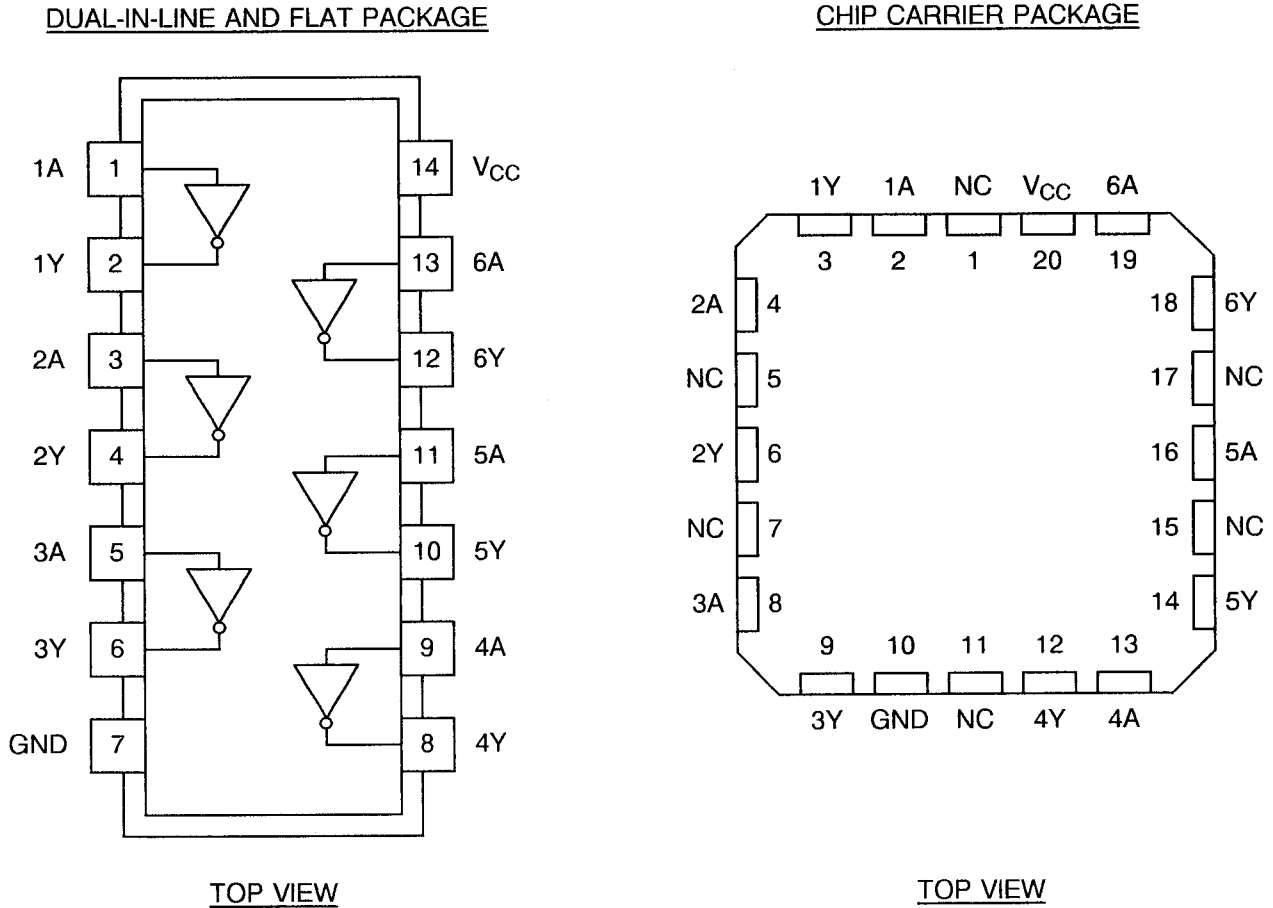 DUAL-IN-LINE AND FLAT PACKAGE
1A 1 14 VCC
1Y 2 13 6A
2A 3 12 6Y
2Y 4 11 5A
3A 5 10 5Y
3Y 6 9 4A
GND 7 8 4Y
TOP VIEW
CHIP CARRIER PACKAGE
1Y 1A NC VCC 6A
3 2 1 20 19
2A 4 18 6Y
NC 5 17 NC
2Y 6 16 5A
NC 7 15 NC
3A 8 14 5Y
9 10 11 12 13
3Y GND NC 4Y 4A
TOP VIEW